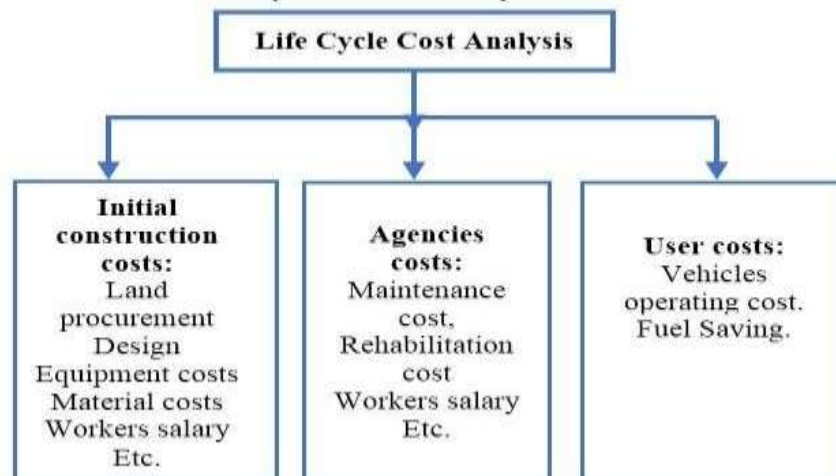 Life Cycle Cost Analysis
Initial
construction
costs:
Land
procurement
Design
Equipment costs
Material costs
Workers salary
Etc.
Agencies
costs:
Maintenance
cost,
Rehabilitation
cost
Workers salary
Etc.
User costs:
Vehicles
operating cost.
Fuel Saving.